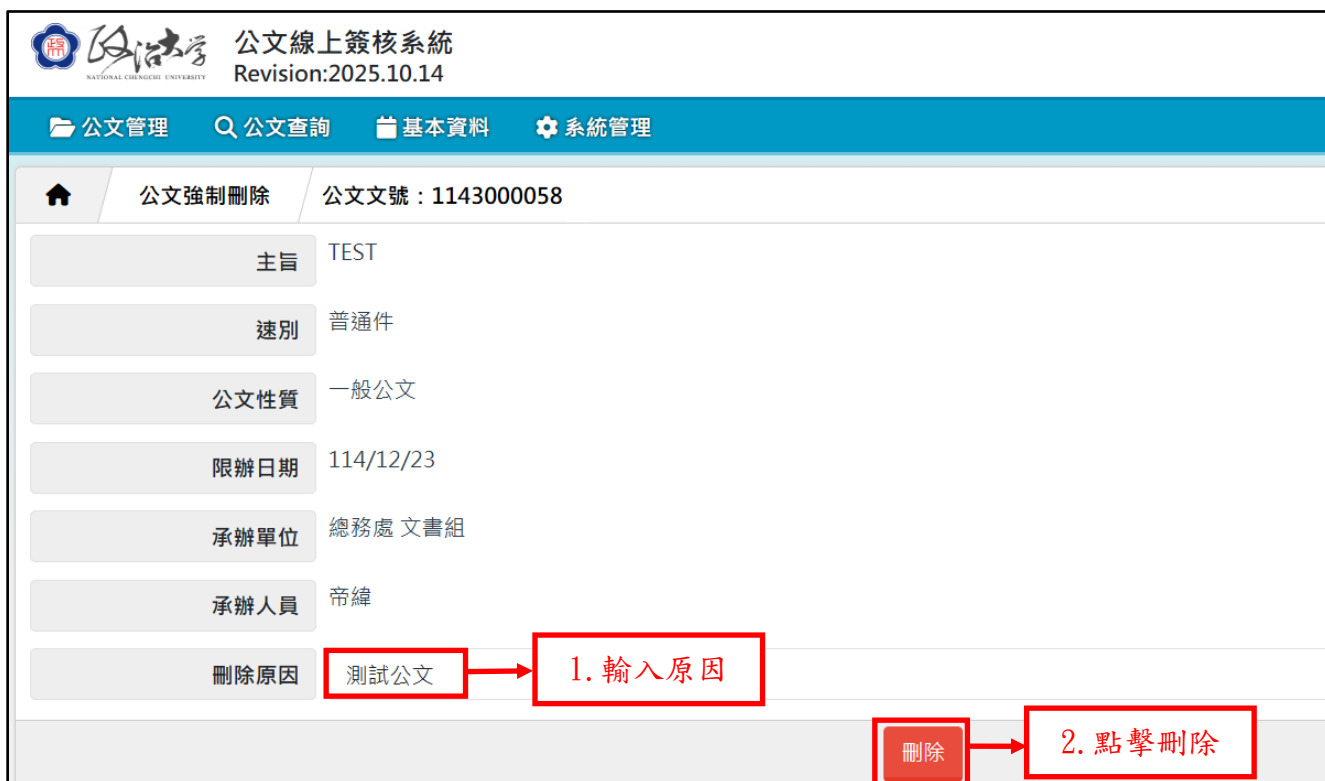 政
政治大學
NATIONAL CHENGCHI UNIVERSITY
公文線上簽核系統
Revision:2025.10.14
公文管理 公文查詢 基本資料 系統管理
公文強制刪除 公文文號：1143000058
主旨 TEST
速別 普通件
公文性質 一般公文
限辦日期 114/12/23
承辦單位 總務處 文書組
承辦人員 帝緯
刪除原因 測試公文 1.輸入原因
刪除 2.點擊刪除